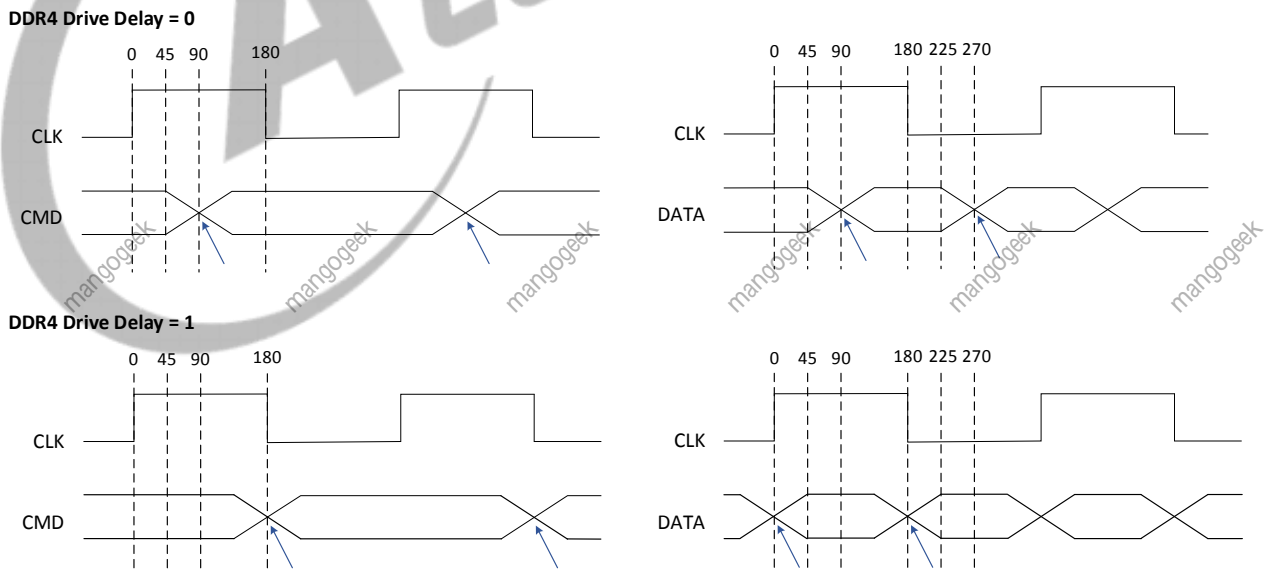 DDR4 Drive Delay = 0
0 45 90 180
0 45 90 180 225 270
CLK
CLK
CMD
DATA
mangogeek mangogeek mangogeek mangogeek mangogeek mangogeek
DDR4 Drive Delay = 1
0 45 90 180
0 45 90 180 225 270
CLK
CLK
CMD
DATA